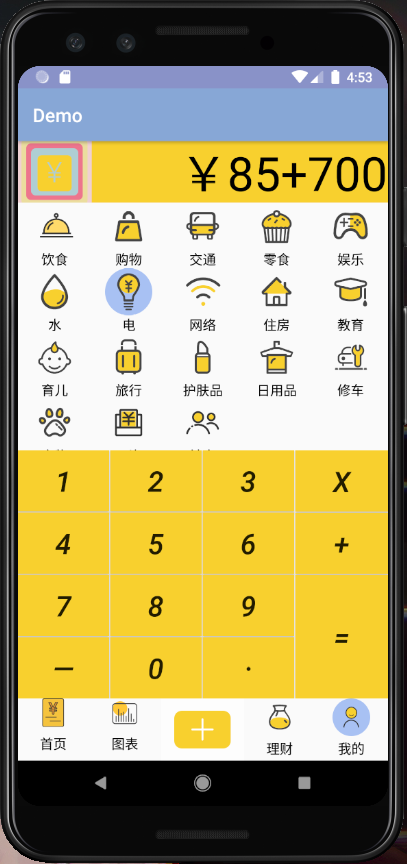 4:53
Demo
¥
￥85+700
饮食 购物 交通 零食 娱乐
水 电 网络 住房 教育
育儿 旅行 护肤品 日用品 修车
1 2 3 X
4 5 6 +
7 8 9
=
— 0 ·
首页 图表 理财 我的